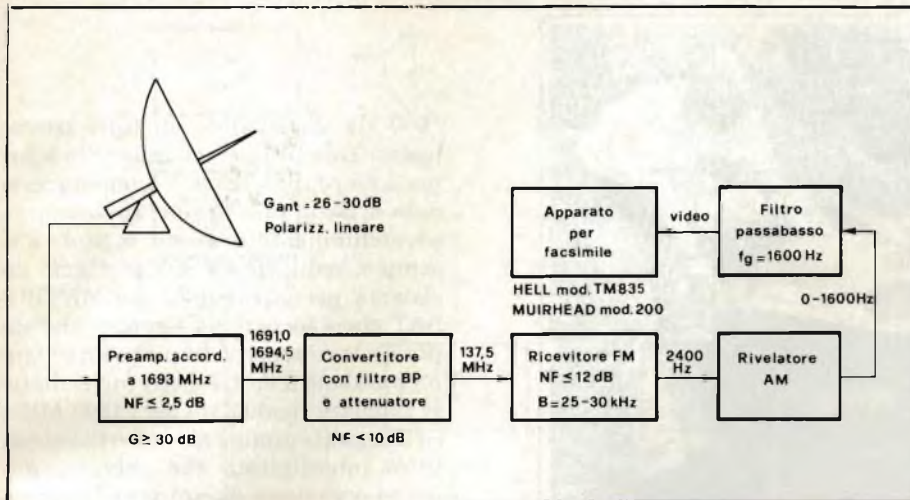 Gant = 26-30 dB
Polarizz. lineare
Preamp. accord.
a 1693 MHz
NF ≤ 2,5 dB
G ≥ 30 dB
1691,0
1694,5
MHz
Convertitore
con filtro BP
e attenuatore
NF < 10 dB
137,5
MHz
Ricevitore FM
NF ≤ 12 dB
B = 25-30 kHz
2400
Hz
Rivelatore
AM
0-1600Hz
Filtro
passabasso
fg = 1600 Hz
video
Apparato
per
facsimile
HELL mod. TM835
MUIRHEAD mod. 200